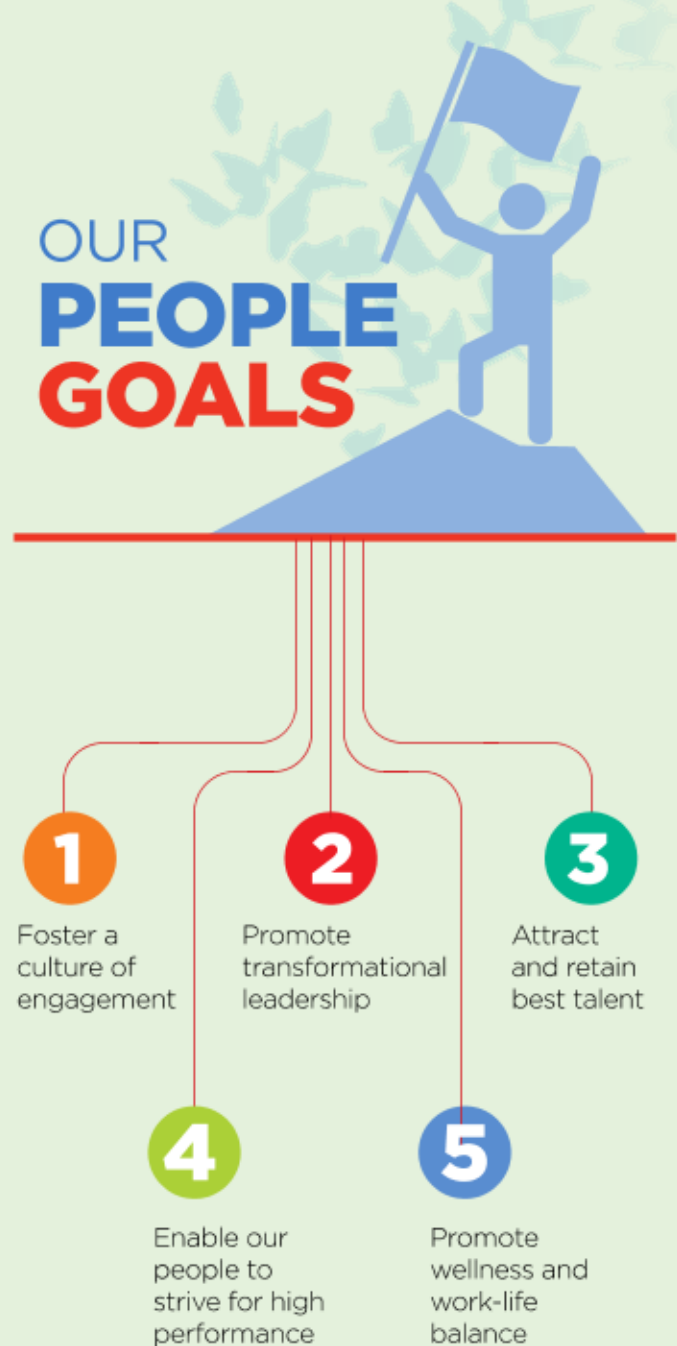 OUR
PEOPLE
GOALS
1
Foster a
culture of
engagement
2
Promote
transformational
leadership
3
Attract
and retain
best talent
4
Enable our
people to
strive for high
performance
5
Promote
wellness and
work-life
balance